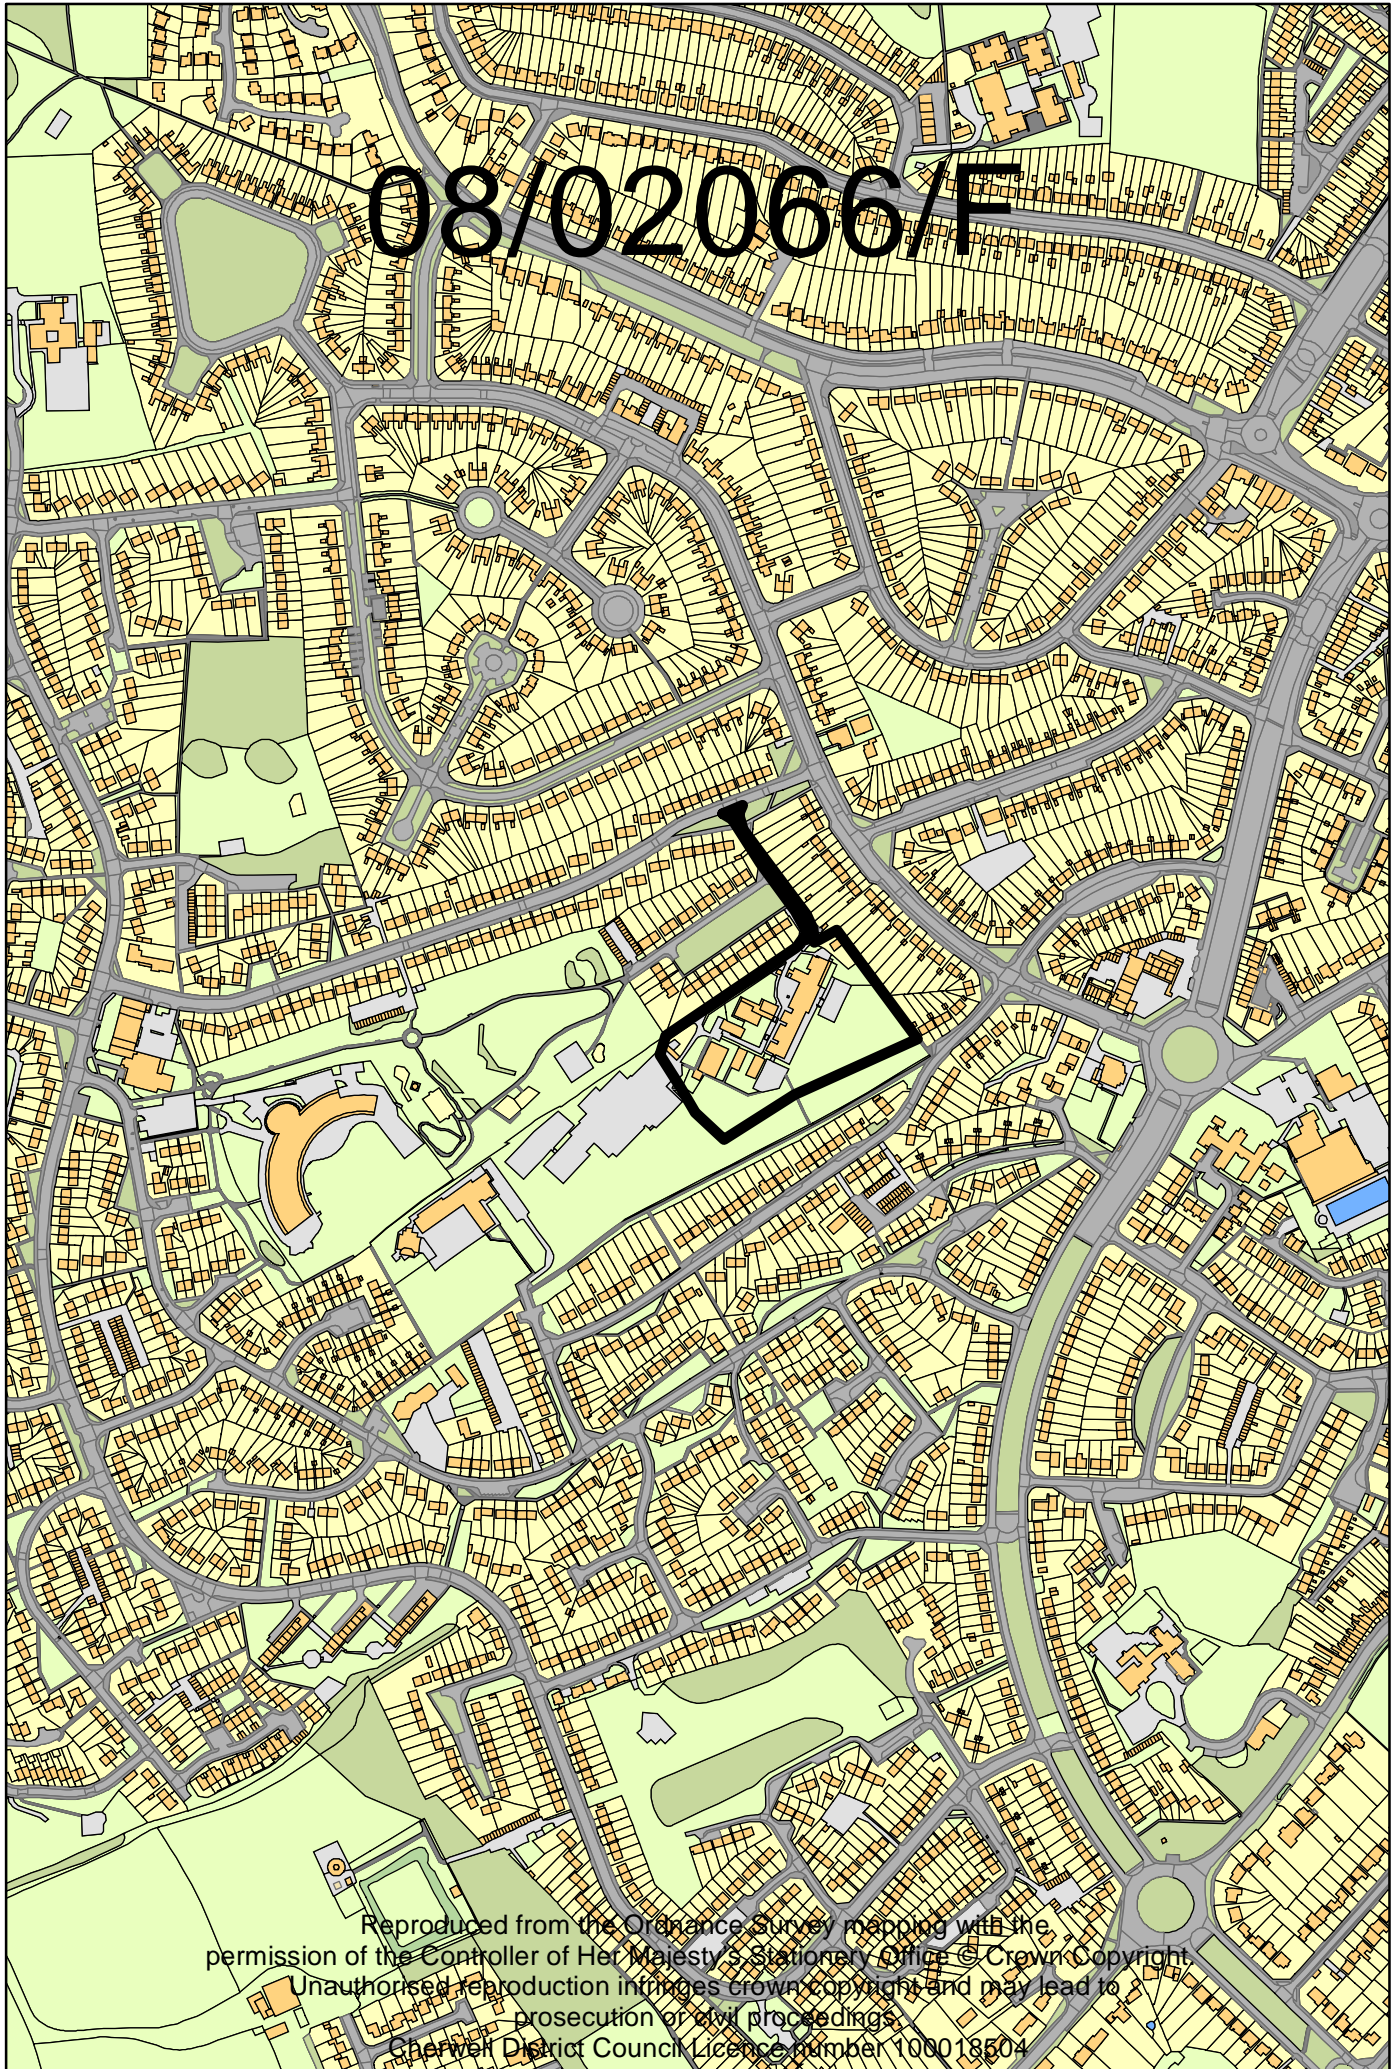 08/02066/F
Reproduced from the Ordnance Survey mapping with the
permission of the Controller of Her Majesty's Stationery Office © Crown Copyright.
Unauthorised reproduction infringes crown copyright and may lead to
prosecution or civil proceedings.
Cherwell District Council Licence number 100018504